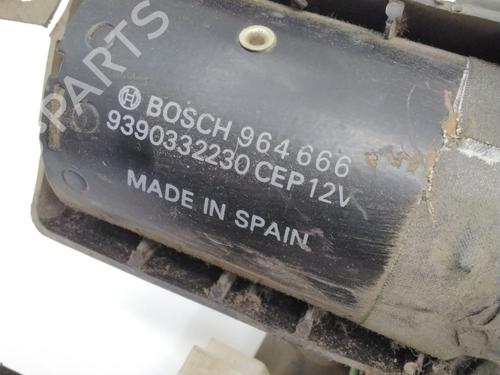 BOSCH 964 666
9390332230 CEP 12V
MADE IN SPAIN
B-PARTS